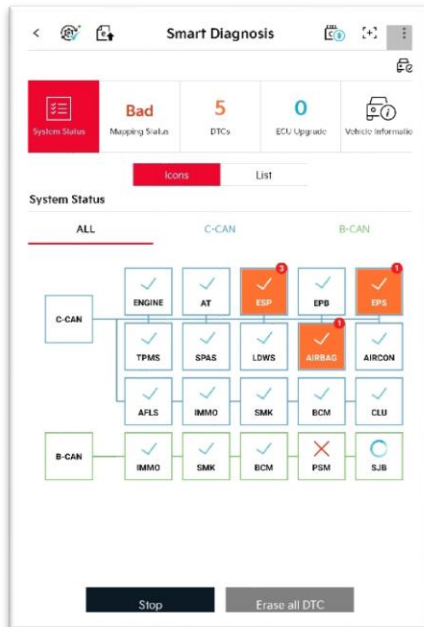 Smart Diagnosis
System Status
Bad
Mapping Status
5
DTCs
0
ECU Upgrade
Vehicle Informatio
Icons
List
System Status
ALL
C-CAN
B-CAN
C-CAN
ENGINE
AT
3
ESP
EPB
1
EPS
TPMS
SPAS
LDWS
1
AIRBAG
AIRCON
AFLS
IMMO
SMK
BCM
CLU
B-CAN
IMMO
SMK
BCM
PSM
SJB
Stop
Erase all DTC